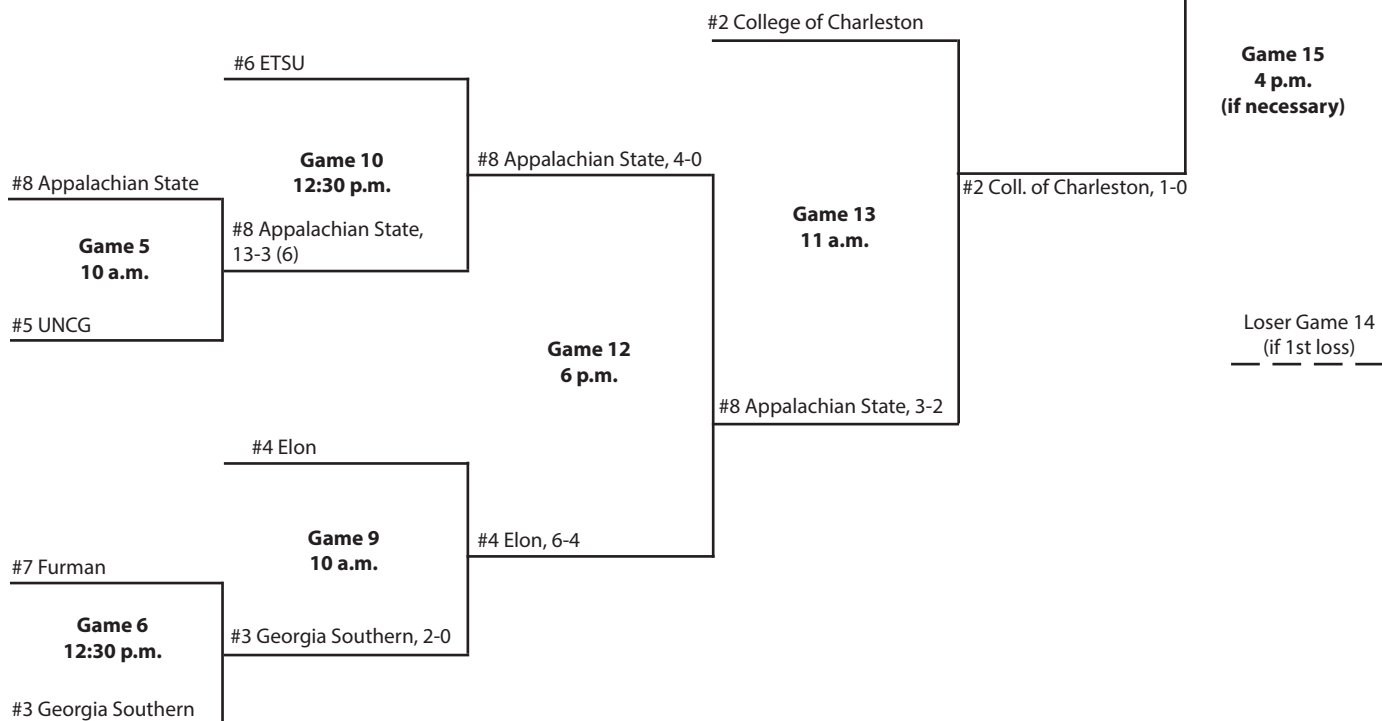 #2 College of Charleston
#6 ETSU
Game 15
4 p.m.
(if necessary)
Game 10
12:30 p.m.
#8 Appalachian State, 4-0
#8 Appalachian State
#2 Coll. of Charleston, 1-0
Game 13
11 a.m.
#8 Appalachian State,
13-3 (6)
Game 5
10 a.m.
#5 UNCG
Loser Game 14
(if 1st loss)
Game 12
6 p.m.
#8 Appalachian State, 3-2
#4 Elon
Game 9
10 a.m.
#4 Elon, 6-4
#7 Furman
Game 6
12:30 p.m.
#3 Georgia Southern, 2-0
#3 Georgia Southern